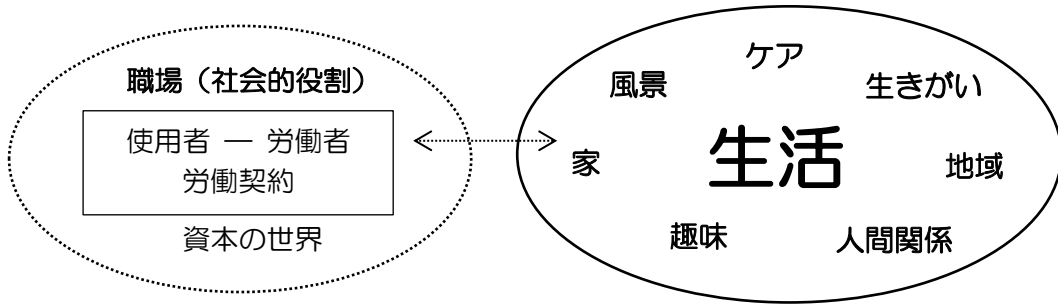 職場（社会的役割）
使用者 ― 労働者
労働契約
資本の世界
ケア
風景
生きがい
家
生活
地域
趣味
人間関係